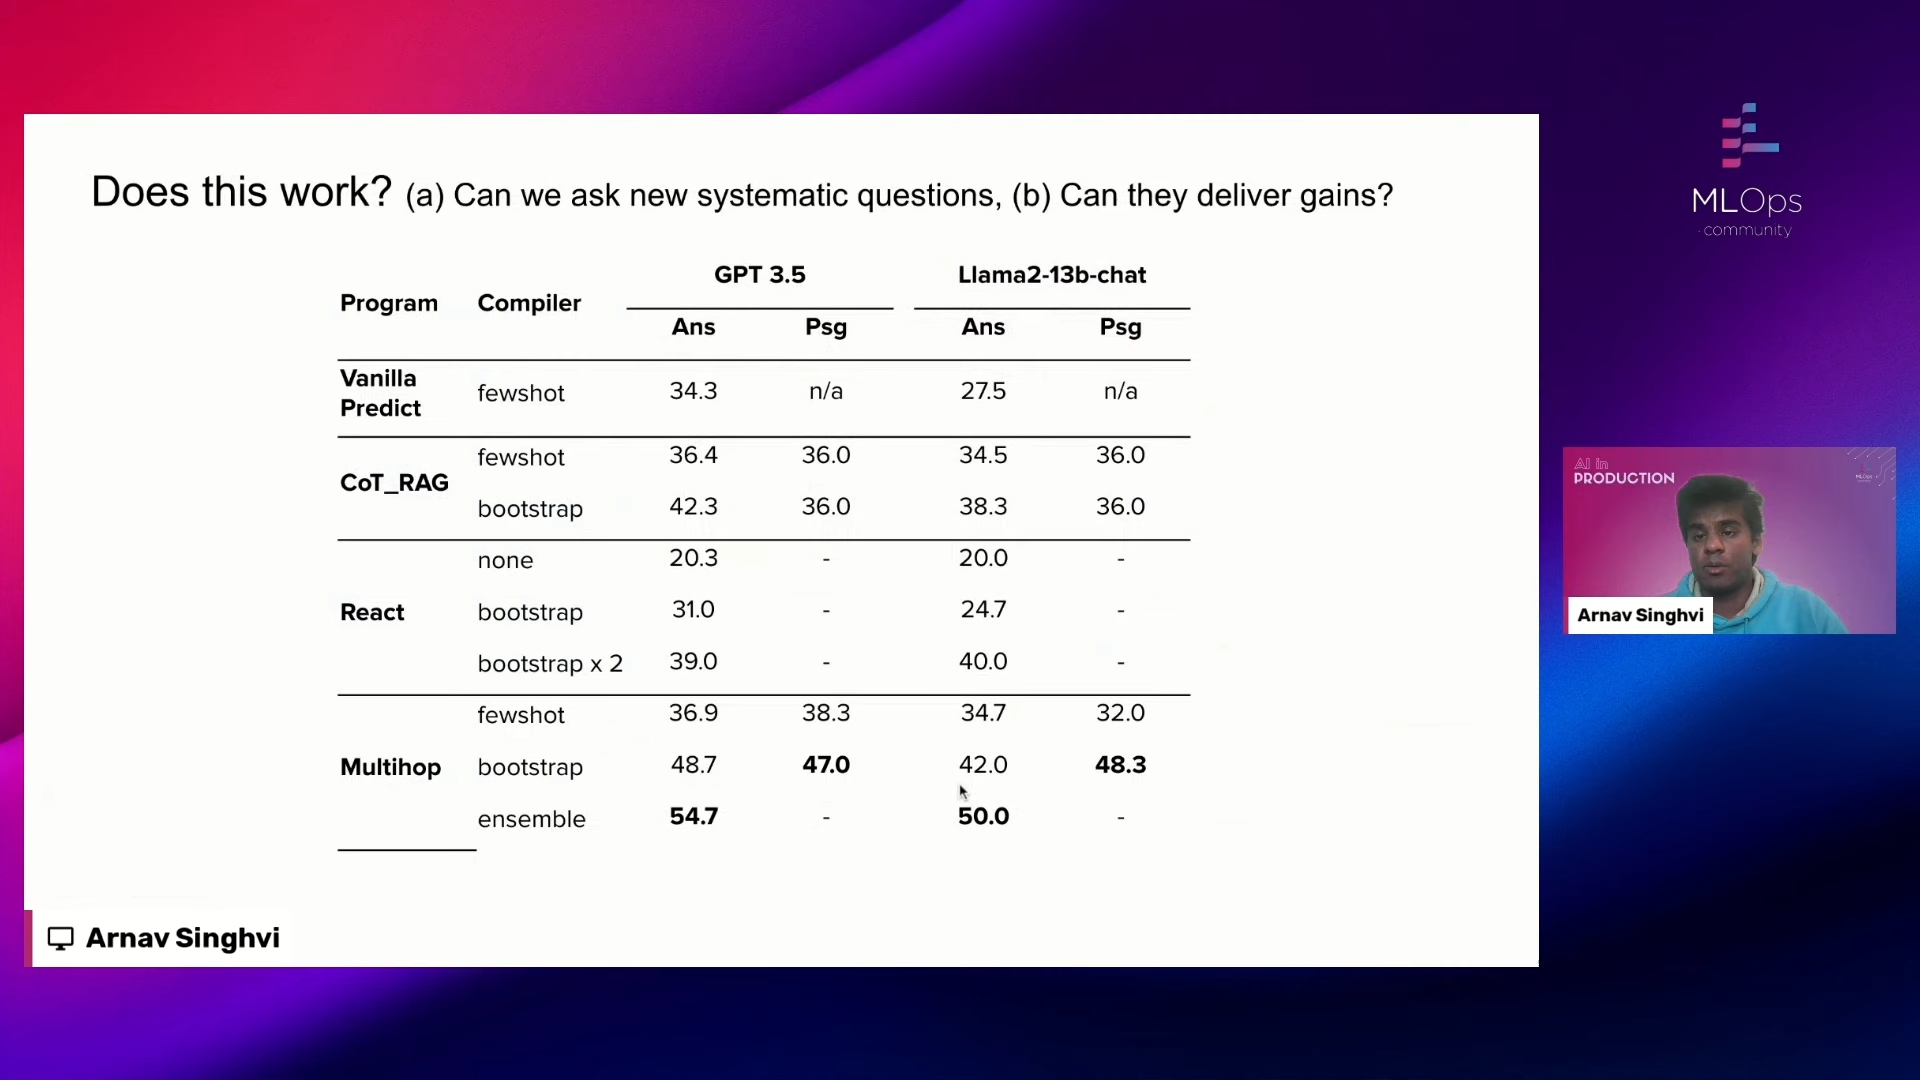 Does this work? (a) Can we ask new systematic questions, (b) Can they deliver gains?
GPT 3.5 Llama2-13b-chat
Program Compiler
Ans Psg Ans Psg
Vanilla
Predict
fewshot 34.3 n/a 27.5 n/a
CoT_RAG
fewshot 36.4 36.0 34.5 36.0
bootstrap 42.3 36.0 38.3 36.0
React
none 20.3 - 20.0 -
bootstrap 31.0 - 24.7 -
bootstrap x 2 39.0 - 40.0 -
Multihop
fewshot 36.9 38.3 34.7 32.0
bootstrap 48.7 47.0 42.0 48.3
ensemble 54.7 - 50.0 -
Arnav Singhvi
MLOps
community
AI in
PRODUCTION
Arnav Singhvi